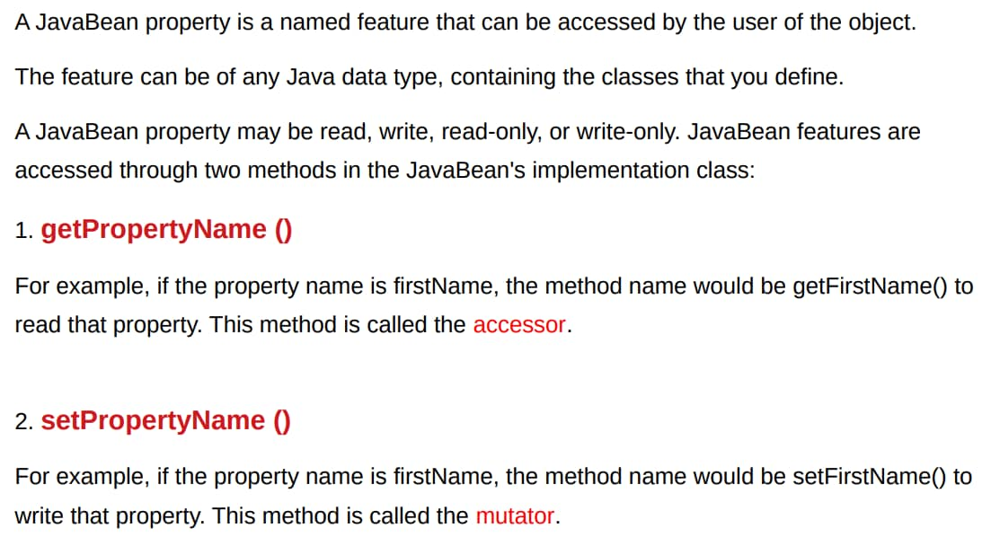 A JavaBean property is a named feature that can be accessed by the user of the object.
The feature can be of any Java data type, containing the classes that you define.
A JavaBean property may be read, write, read-only, or write-only. JavaBean features are
accessed through two methods in the JavaBean's implementation class:
1. getPropertyName ()
For example, if the property name is firstName, the method name would be getFirstName() to
read that property. This method is called the accessor.
2. setPropertyName ()
For example, if the property name is firstName, the method name would be setFirstName() to
write that property. This method is called the mutator.